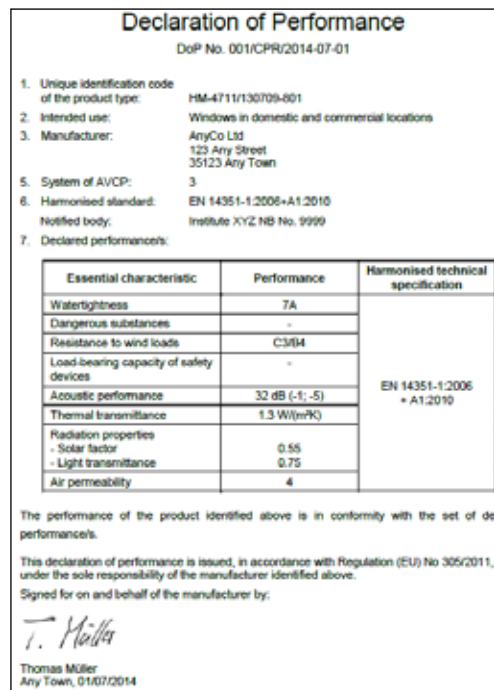 Declaration of Performance
DoP No. 001/CPR/2014-07-01
1. Unique identification code
of the product type: HM-4711/130709-801
2. Intended use: Windows in domestic and commercial locations
3. Manufacturer: AnyCo Ltd
123 Any Street
35123 Any Town
5. System of AVCP: 3
6. Harmonised standard: EN 14351-1:2006+A1:2010
Notified body: Institute XYZ NB No. 9999
7. Declared performance/s:
Essential characteristic Performance Harmonised technical
specification
Watertightness 7A
Dangerous substances -
Resistance to wind loads C3/B4
Load-bearing capacity of safety
devices -
Acoustic performance 32 dB (-1; -5)
Thermal transmittance 1.3 W/(m²K)
Radiation properties
- Solar factor 0.55
- Light transmittance 0.75
Air permeability 4
EN 14351-1:2006
+ A1:2010
The performance of the product identified above is in conformity with the set of de
performance/s.
This declaration of performance is issued, in accordance with Regulation (EU) No 305/2011,
under the sole responsibility of the manufacturer identified above.
Signed for on and behalf of the manufacturer by:
T. Müller
Thomas Müller
Any Town, 01/07/2014